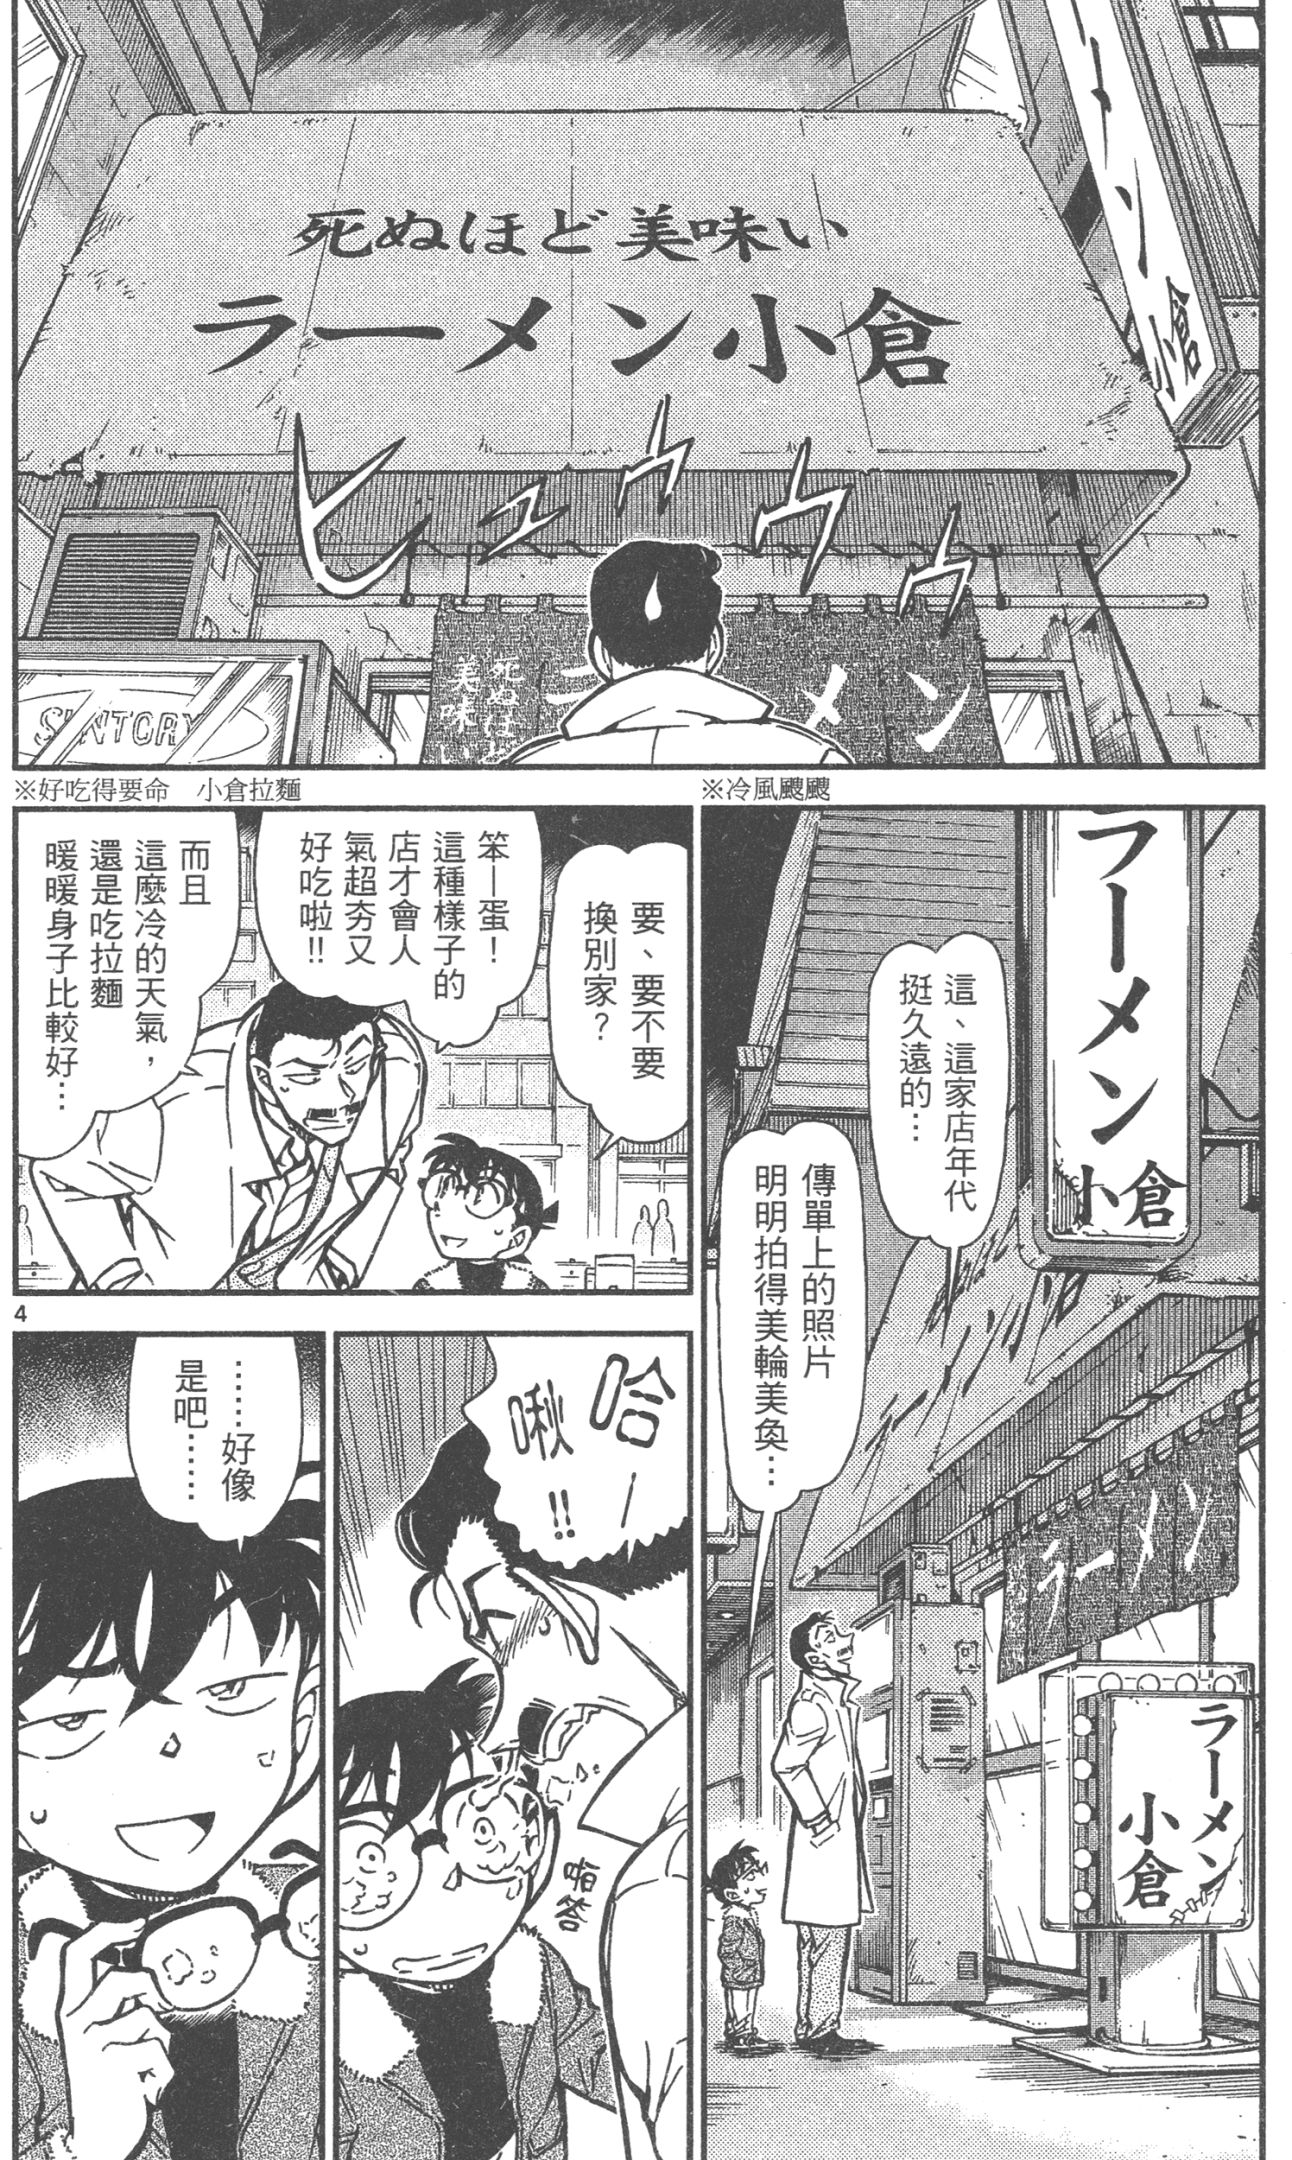 死ぬほど美味い
ラーメン小倉
ラーメン
倉
ヒュウウウ
死ぬほど
美味い
ラーメン
SUNTORY
※好吃得要命　小倉拉麵
※冷風颼颼
ラーメン
小倉
這、這家店年代
挺久遠的…
傳單上的照片
明明拍得美輪美奐…
ラーメン
ラーメン
小倉
要、要不要
換別家？
笨─蛋！
這種樣子的
店才會人
氣超夯又
好吃啦!!
而且
這麼冷的天氣，
還是吃拉麵
暖暖身子比較好…
4
哈─
啾!!
啪答
……好像
是吧……